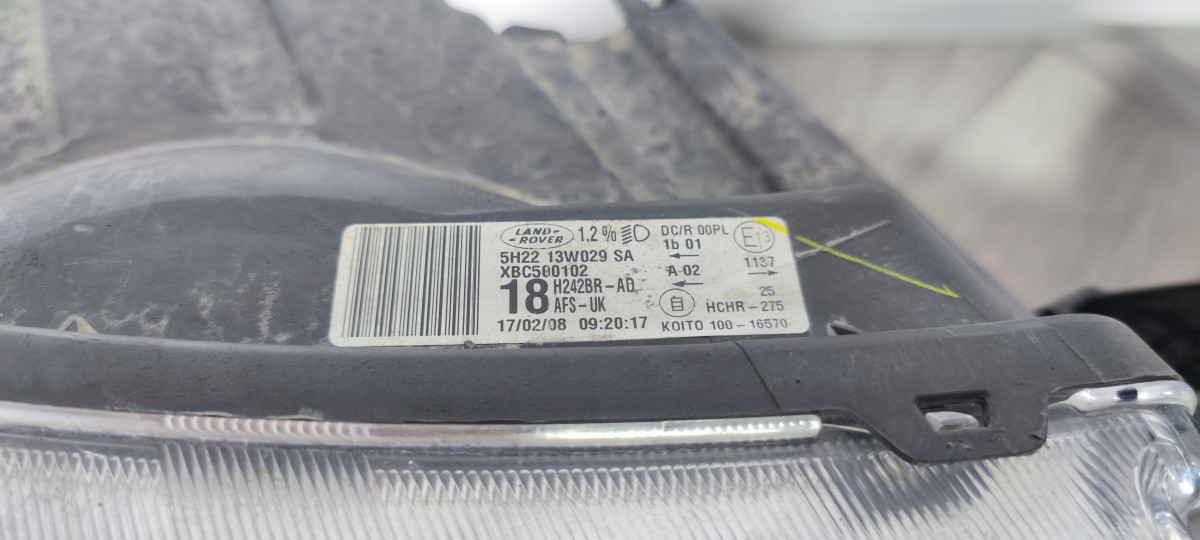 LAND-
-ROVER
1.2% DC/R 00PL E13
1b 01
5H22 13W029 SA
XBC500102 A-02 1137
18 H242BR-AD
AFS-UK
25
HCHR-275
17/02/08 09:20:17 KOITO 100-16570